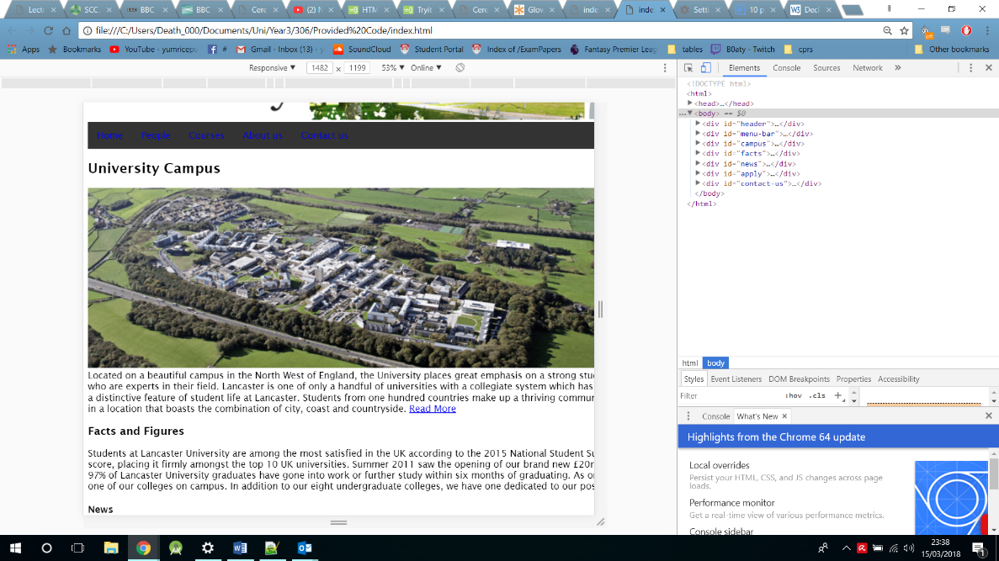 Lect
SCC
BBC
BBC
Cere
(2) N
HTM
Tryit
Cere
Glov
inde
inde
Setti
10 p
Decl
file:///C:/Users/Death_000/Documents/Uni/Year3/306/Provided%20Code/index.html
Apps
Bookmarks
YouTube - yumricepu
#
Gmail - Inbox (13) - y
SoundCloud
Student Portal
Index of /ExamPapers
Fantasy Premier Leag
tables
B0aty - Twitch
cprs
Other bookmarks
Responsive ▼ 1482 x 1199 53% ▼ Online ▼
Elements Console Sources Network »
<!DOCTYPE html>
<html>
<head>…</head>
<body> == $0
<div id="header">…</div>
<div id="menu-bar">…</div>
<div id="campus">…</div>
<div id="facts">…</div>
<div id="news">…</div>
<div id="apply">…</div>
<div id="contact-us">…</div>
</body>
</html>
Home People Courses About us Contact us
University Campus
Located on a beautiful campus in the North West of England, the University places great emphasis on a strong stu
who are experts in their field. Lancaster is one of only a handful of universities with a collegiate system which has
a distinctive feature of student life at Lancaster. Students from one hundred countries make up a thriving commu
in a location that boasts the combination of city, coast and countryside. Read More
Facts and Figures
Students at Lancaster University are among the most satisfied in the UK according to the 2015 National Student Su
score, placing it firmly amongst the top 10 UK universities. Summer 2011 saw the opening of our brand new £20m
97% of Lancaster University graduates have gone into work or further study within six months of graduating. As o
one of our colleges on campus. In addition to our eight undergraduate colleges, we have one dedicated to our pos
News
html body
Styles Event Listeners DOM Breakpoints Properties Accessibility
Filter :hov .cls +
Console What's New ×
Highlights from the Chrome 64 update
Local overrides
Persist your HTML, CSS, and JS changes across page
loads.
Performance monitor
Get a real-time view of various performance metrics.
Console sidebar
23:38
15/03/2018
1